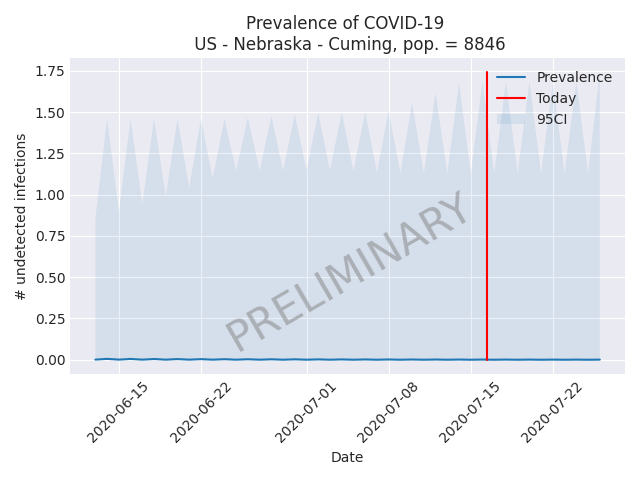 Prevalence of COVID-19
US - Nebraska - Cuming, pop. = 8846
# undetected infections
1.75
1.50
1.25
1.00
0.75
0.50
0.25
0.00
Prevalence
Today
95CI
PRELIMINARY
2020-06-15
2020-06-22
2020-07-01
2020-07-08
2020-07-15
2020-07-22
Date